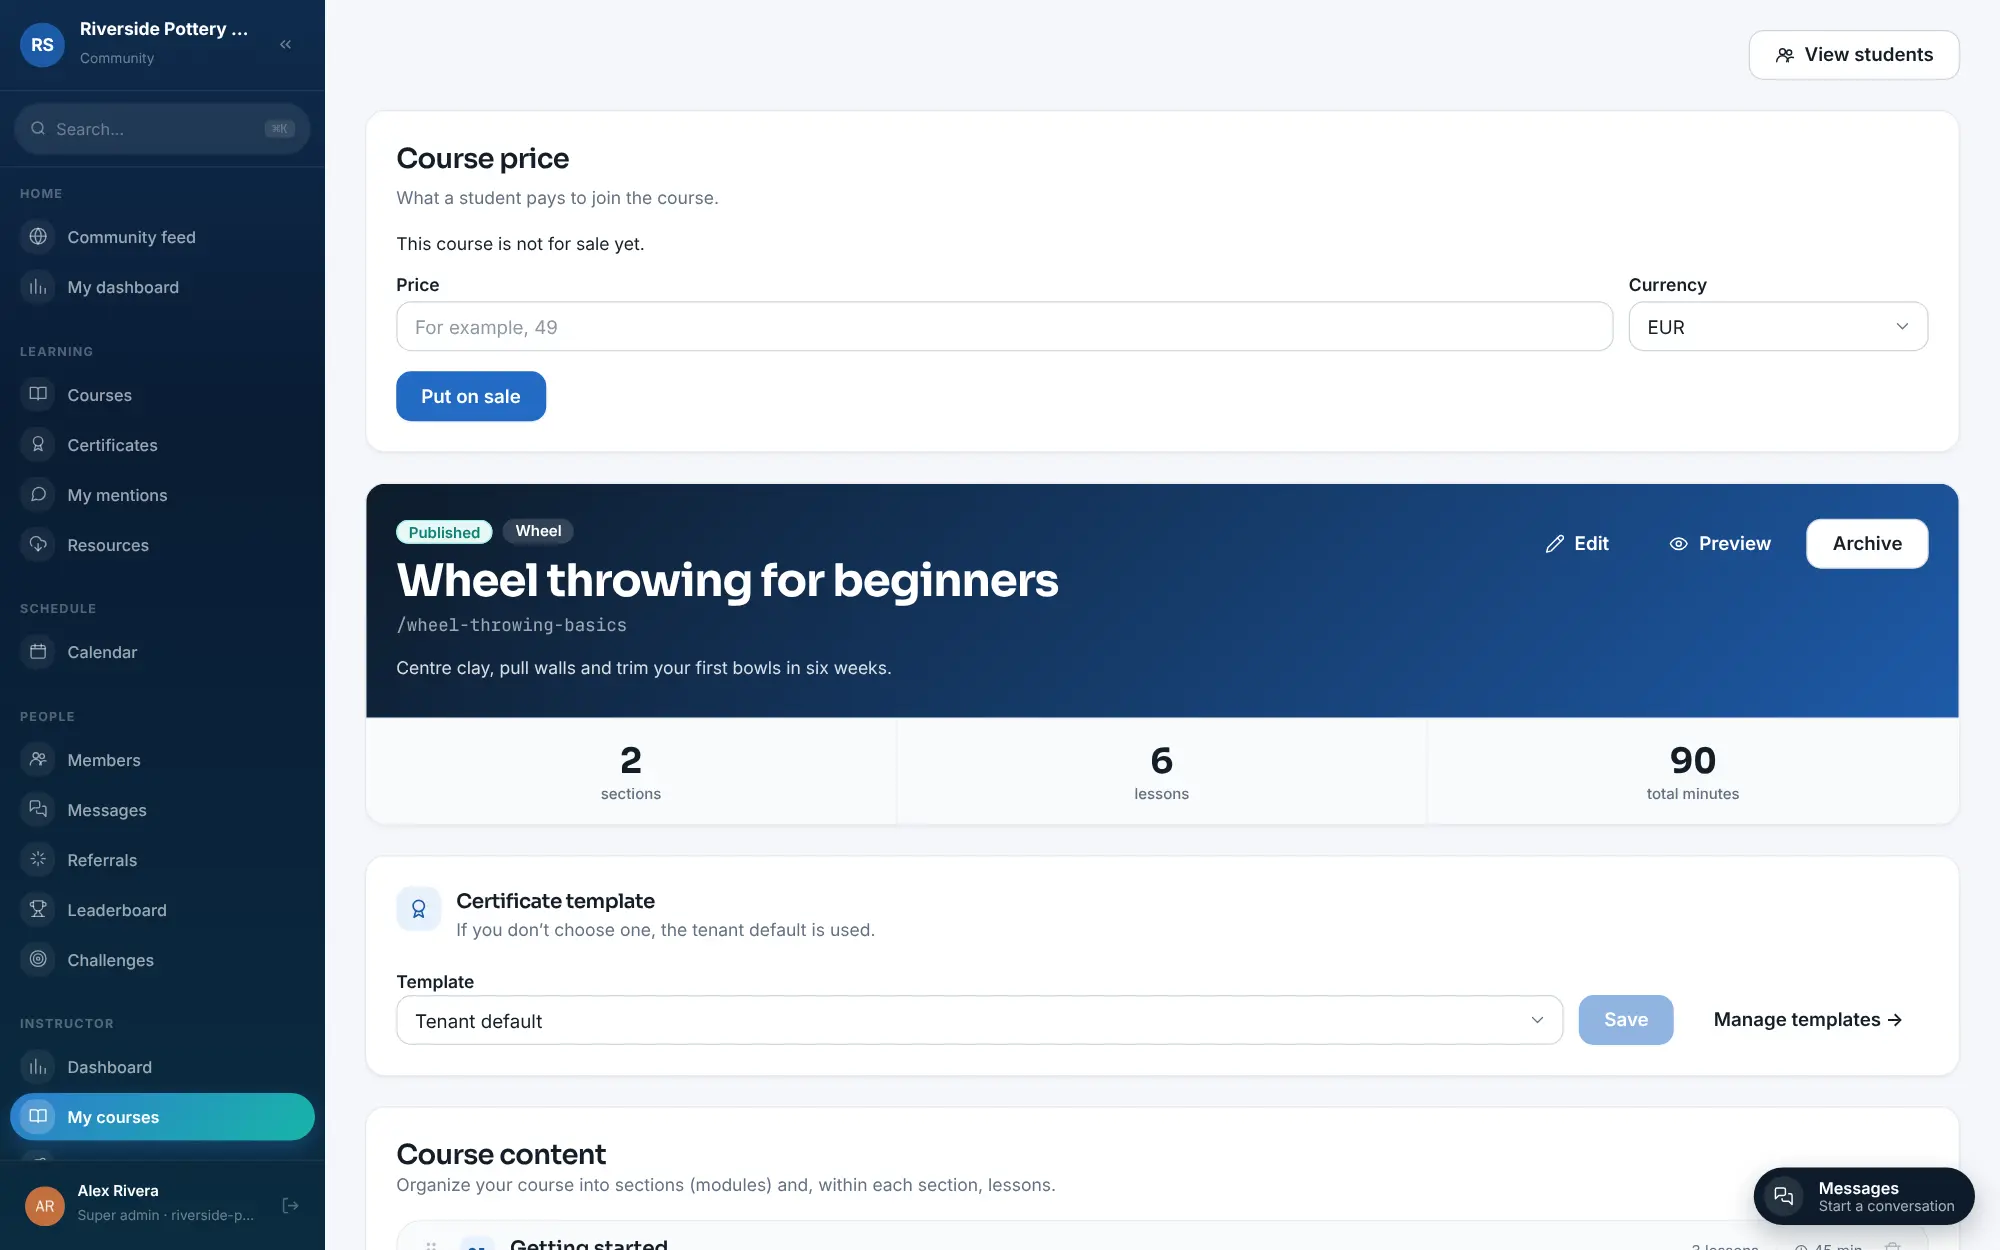 RS
Riverside Pottery ...
Community
Search...
⌘K
HOME
Community feed
My dashboard
LEARNING
Courses
Certificates
My mentions
Resources
SCHEDULE
Calendar
PEOPLE
Members
Messages
Referrals
Leaderboard
Challenges
INSTRUCTOR
Dashboard
My courses
AR
Alex Rivera
Super admin · riverside-p...
View students
Course price
What a student pays to join the course.
This course is not for sale yet.
Price
Currency
For example, 49
EUR
Put on sale
Published
Wheel
Edit
Preview
Archive
Wheel throwing for beginners
/wheel-throwing-basics
Centre clay, pull walls and trim your first bowls in six weeks.
2
sections
6
lessons
90
total minutes
Certificate template
If you don't choose one, the tenant default is used.
Template
Tenant default
Save
Manage templates →
Course content
Organize your course into sections (modules) and, within each section, lessons.
Getting started
3 lessons
45 min
Messages
Start a conversation